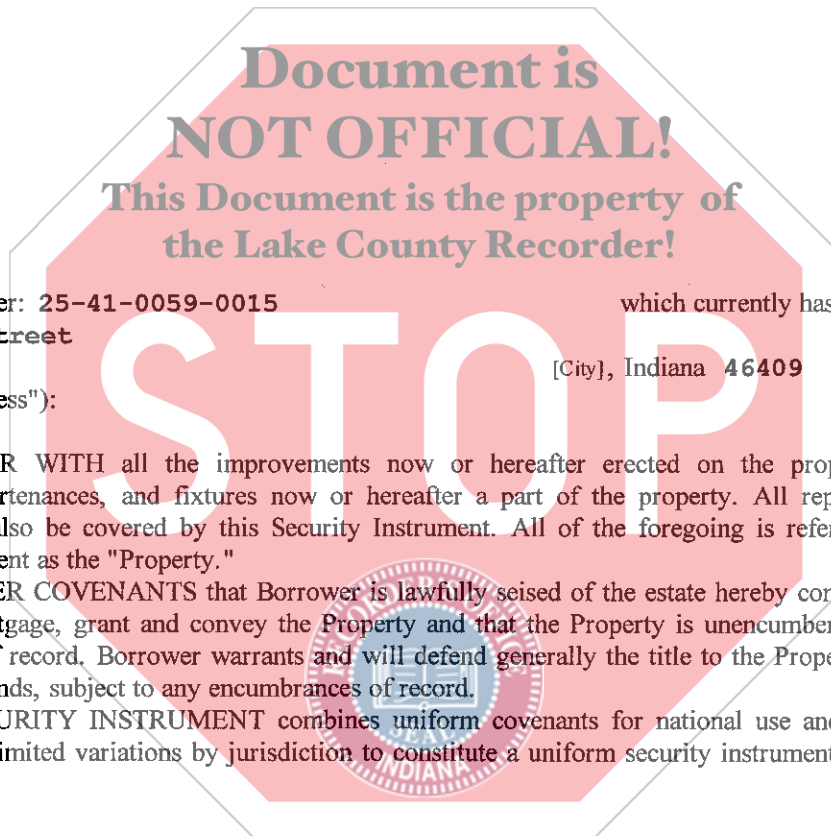 Document is
NOT OFFICIAL!
This Document is the property of
the Lake County Recorder!
er: 25-41-0059-0015 which currently has
treet
[City], Indiana 46409
ess"):
STOP
R WITH all the improvements now or hereafter erected on the prop
rtenances, and fixtures now or hereafter a part of the property. All rep
lso be covered by this Security Instrument. All of the foregoing is refer
ent as the "Property."
ER COVENANTS that Borrower is lawfully seised of the estate hereby con
tgage, grant and convey the Property and that the Property is unencumber
f record. Borrower warrants and will defend generally the title to the Prope
nds, subject to any encumbrances of record.
URITY INSTRUMENT combines uniform covenants for national use and
imited variations by jurisdiction to constitute a uniform security instrument
RECORDER'S OFFICE
SEAL
INDIANA